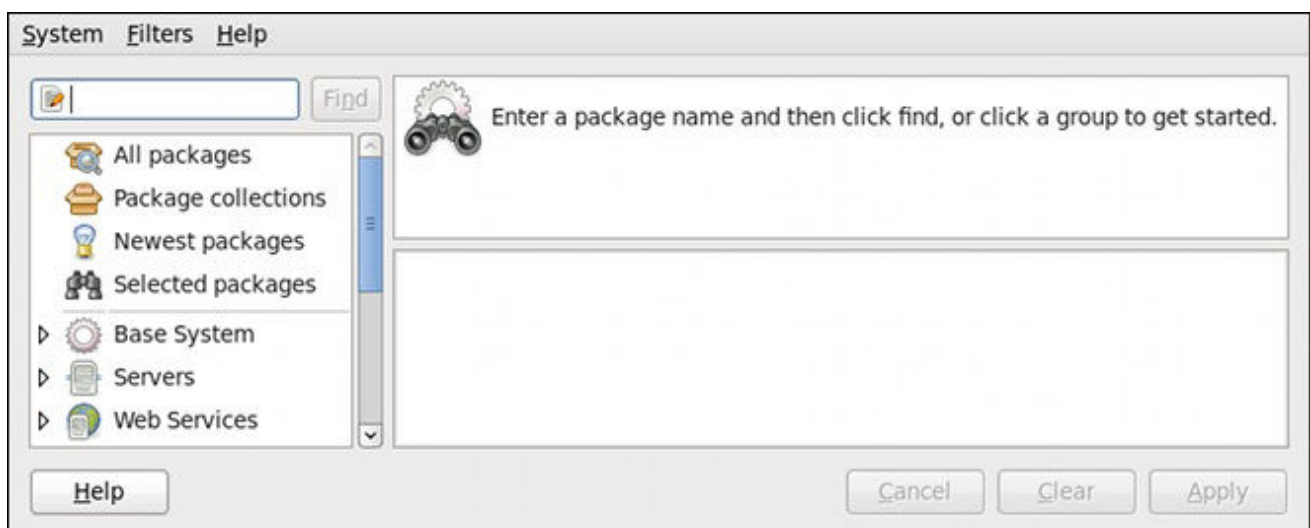 System Filters Help
Find
Enter a package name and then click find, or click a group to get started.
All packages
Package collections
Newest packages
Selected packages
Base System
Servers
Web Services
Help Cancel Clear Apply